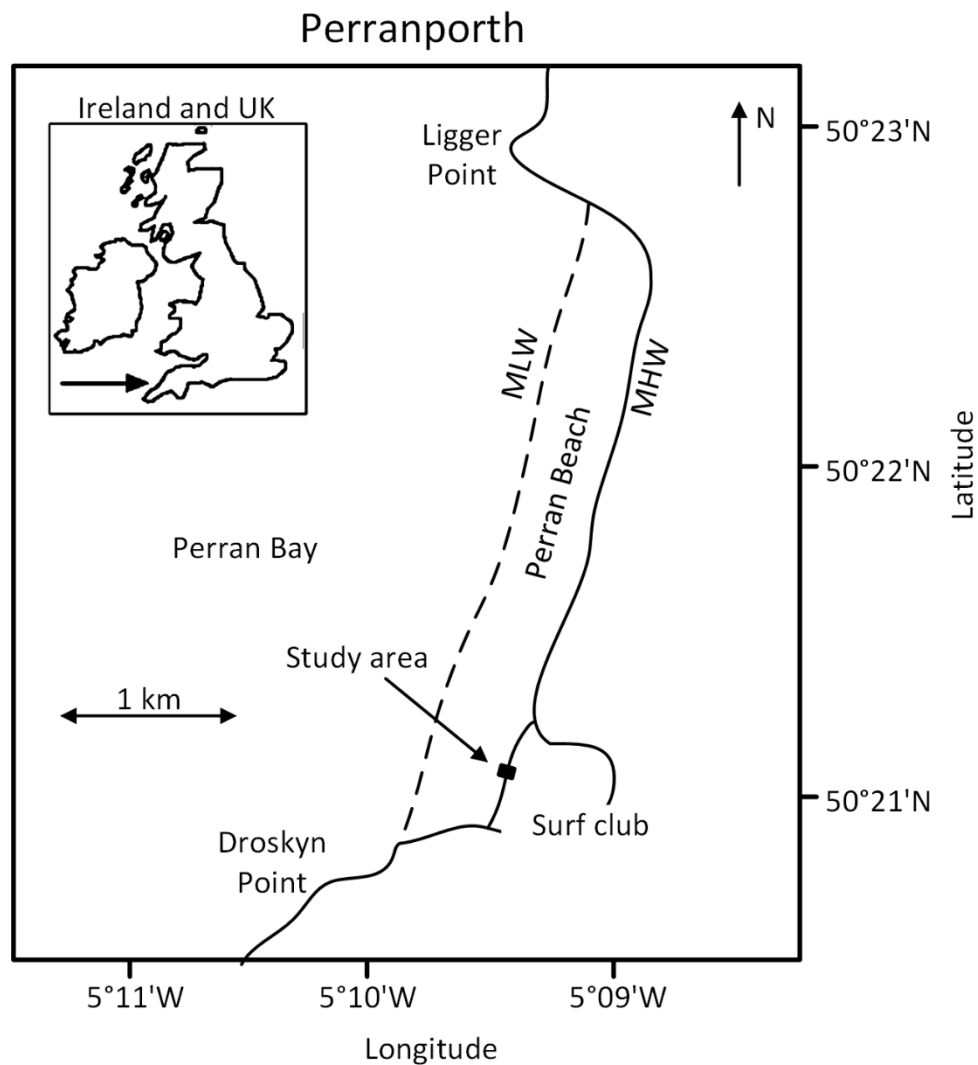 Perranporth
Ireland and UK
N
Ligger
Point
50°23'N
MLW
MHW
Perran Beach
50°22'N
Latitude
Perran Bay
Study area
1 km
50°21'N
Surf club
Droskyn
Point
5°11'W
5°10'W
5°09'W
Longitude